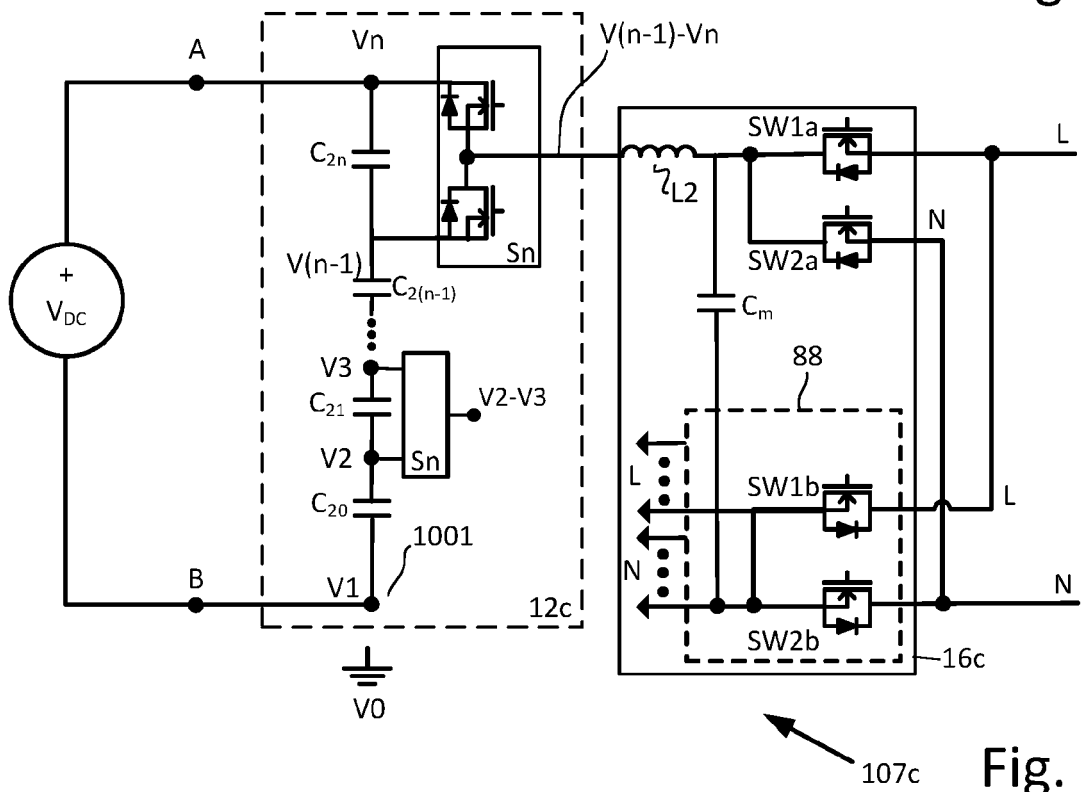 g
A
Vn
V(n-1)-Vn
C2n
Sn
SW1a
L
L2
N
SW2a
+
VDC
V(n-1)
C2(n-1)
Cm
88
V3
C21
V2-V3
V2
Sn
L
SW1b
L
C20
1001
N
N
B
V1
12c
SW2b
16c
V0
107c
Fig.